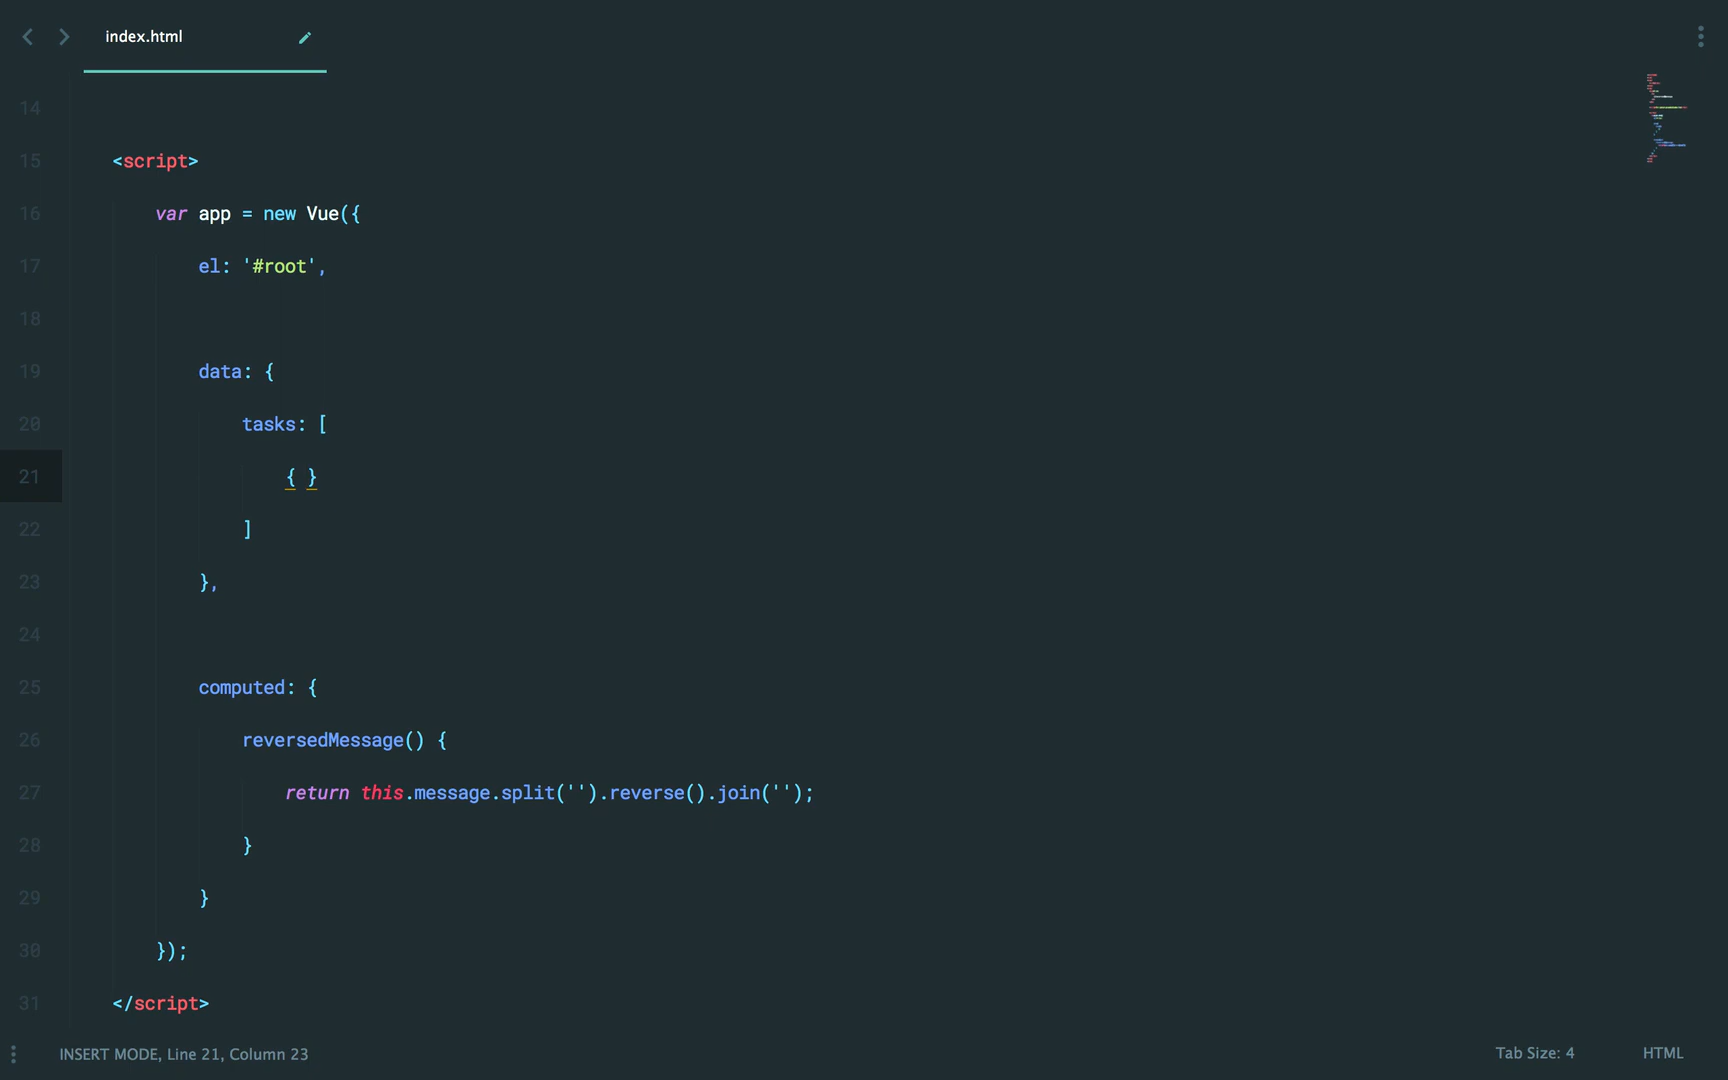 index.html
14
15 <script>
16 var app = new Vue({
17 el: '#root',
18
19 data: {
20 tasks: [
21 { }
22 ]
23 },
24
25 computed: {
26 reversedMessage() {
27 return this.message.split('').reverse().join('');
28 }
29 }
30 });
31 </script>
INSERT MODE, Line 21, Column 23 Tab Size: 4 HTML